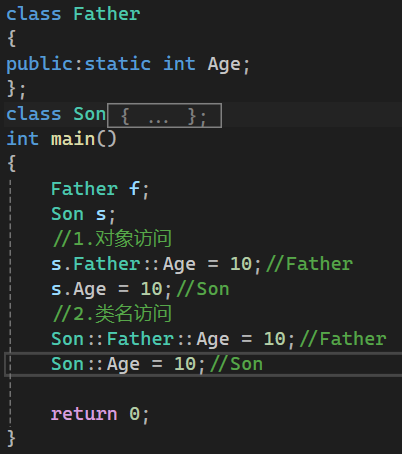 class Father
{
public:static int Age;
};
class Son{ ... };
int main()
{
Father f;
Son s;
//1.对象访问
s.Father::Age = 10;//Father
s.Age = 10;//Son
//2.类名访问
Son::Father::Age = 10;//Father
Son::Age = 10;//Son
return 0;
}